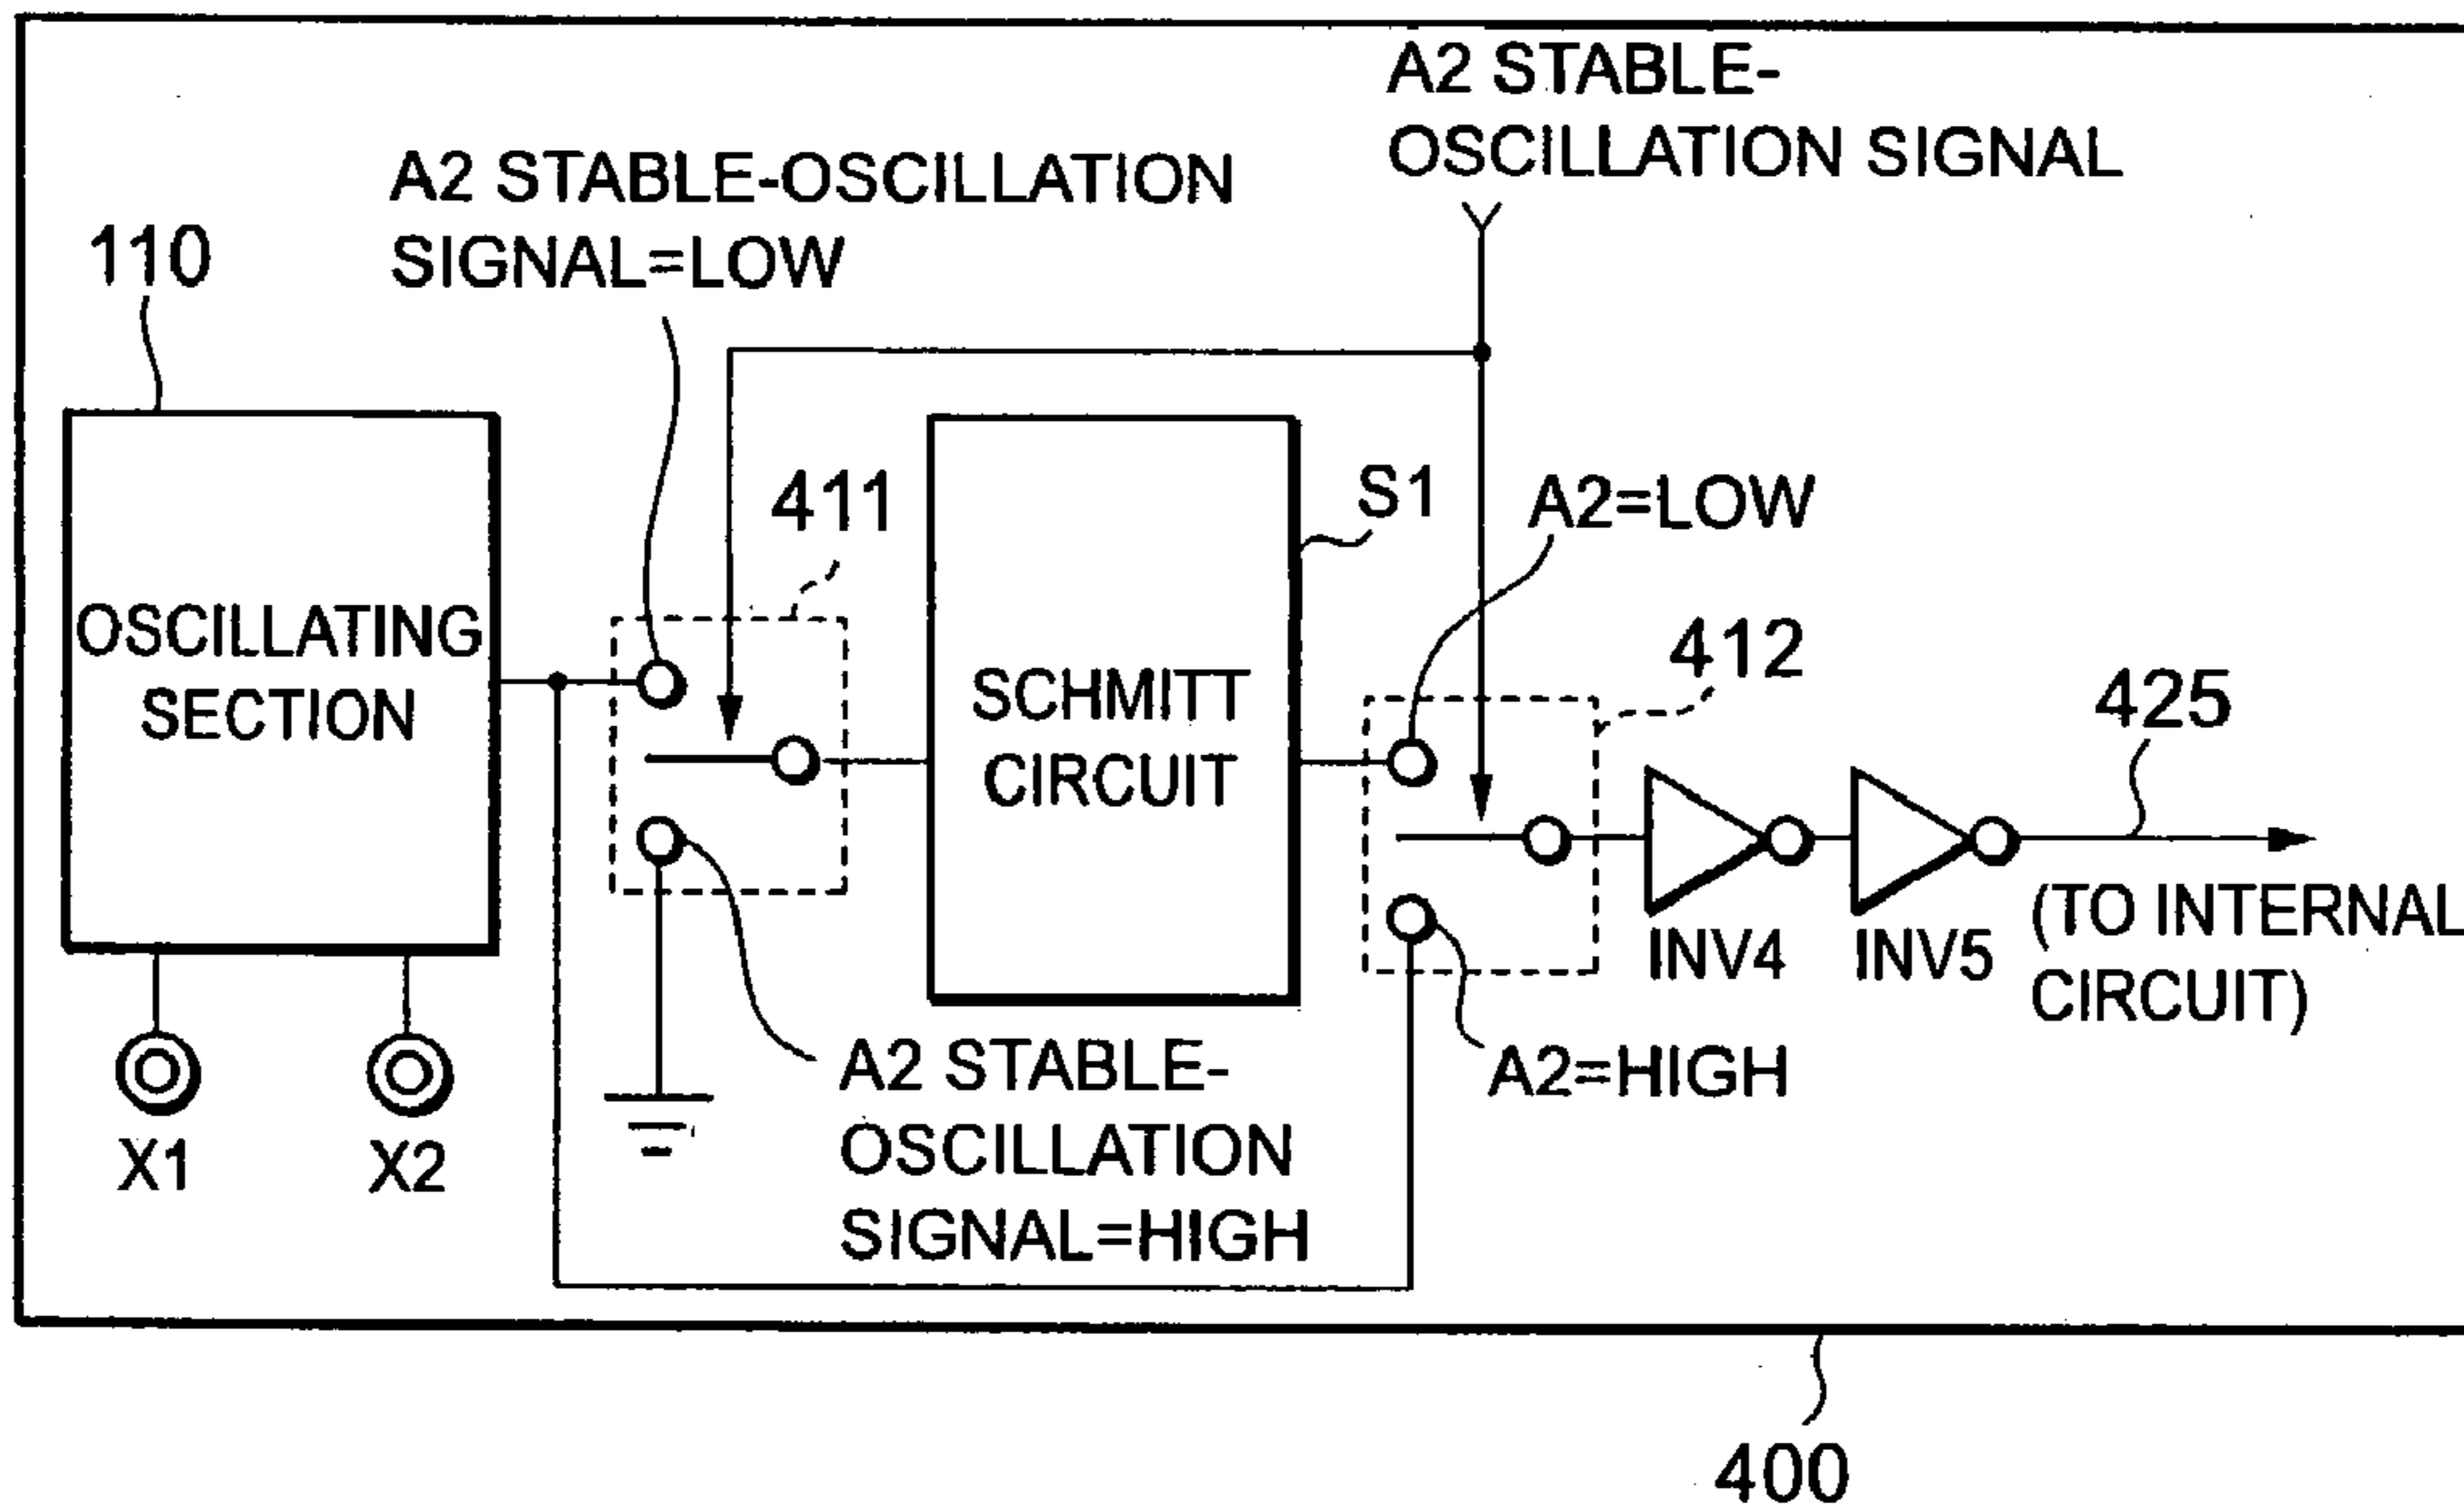 A2 STABLE-
OSCILLATION SIGNAL
A2 STABLE-OSCILLATION
SIGNAL=LOW
110
411
S1
A2=LOW
412
425
OSCILLATING
SECTION
SCHMITT
CIRCUIT
INV4
INV5
(TO INTERNAL
CIRCUIT)
A2=HIGH
A2 STABLE-
OSCILLATION
SIGNAL=HIGH
X1
X2
400